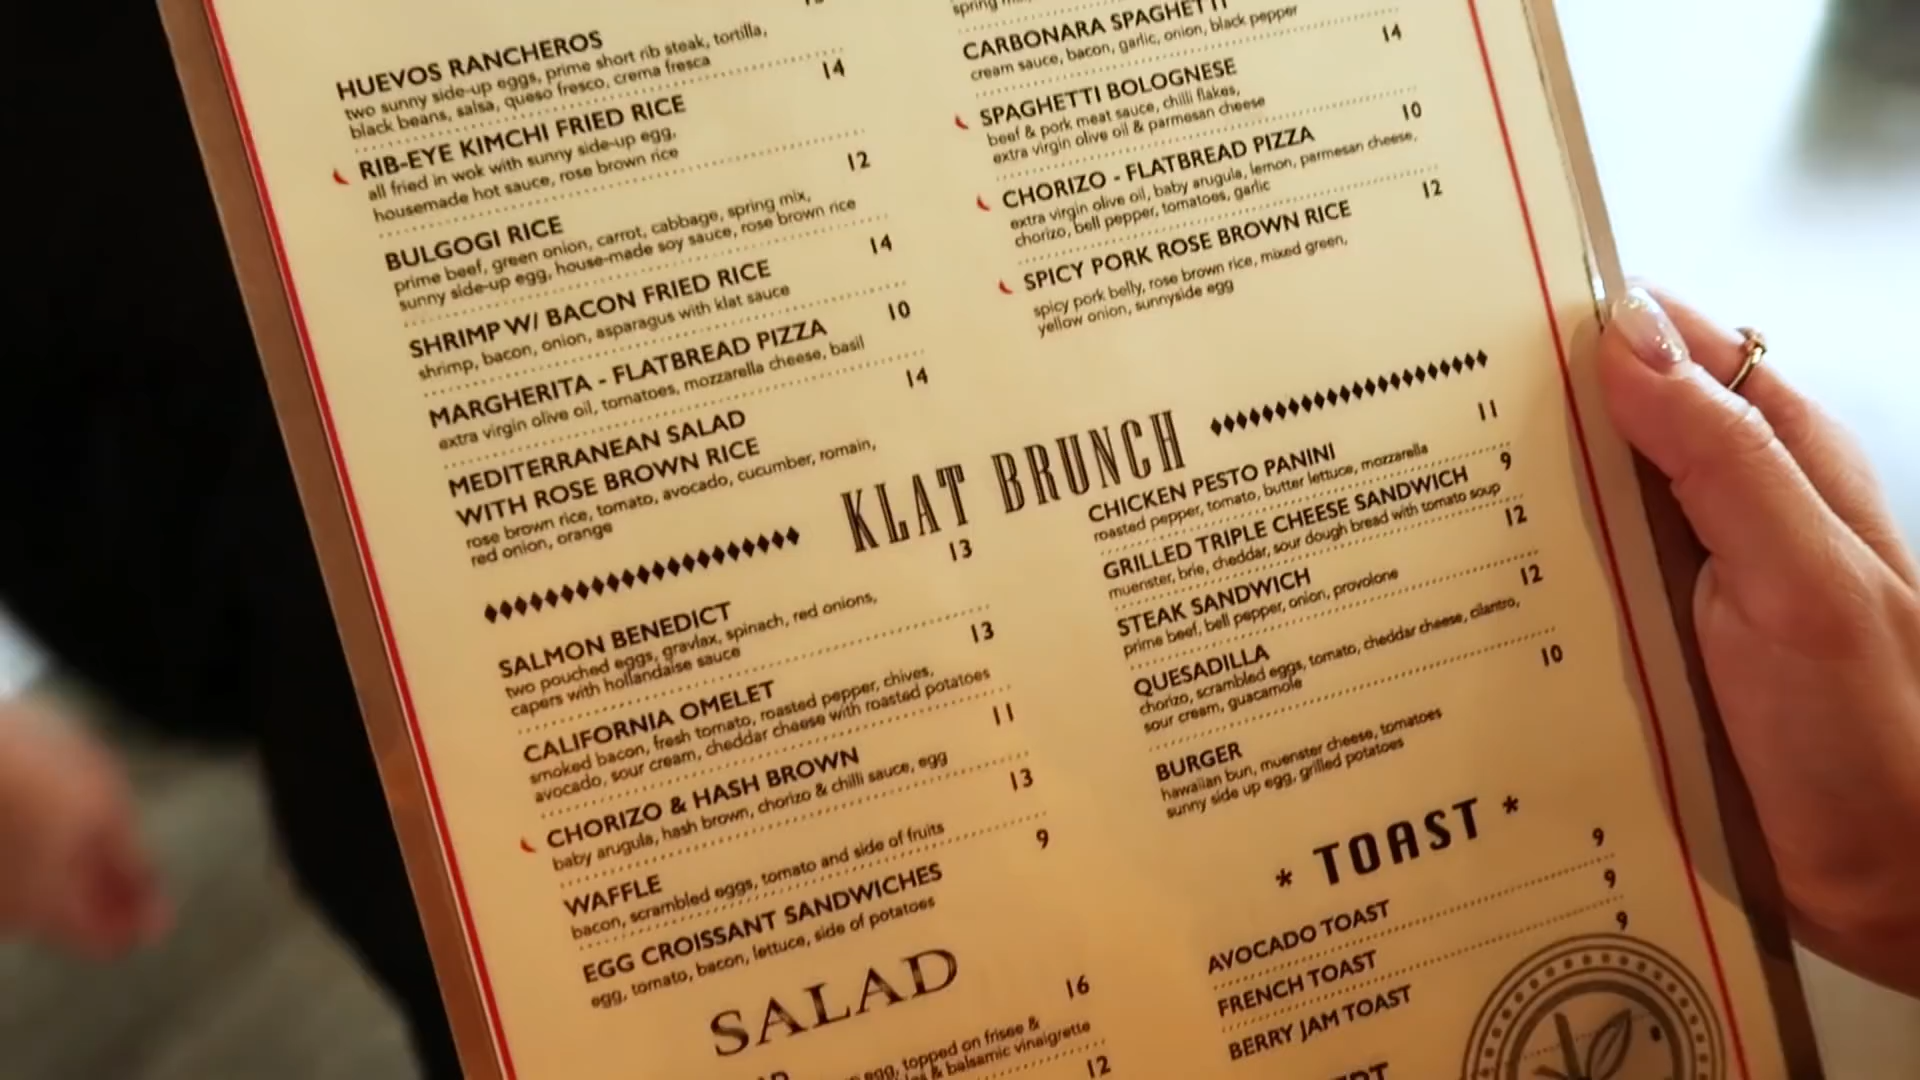 HUEVOS RANCHEROS
two sunny side-up eggs, prime short rib steak, tortilla,
black beans, salsa, queso fresco, crema fresca
RIB-EYE KIMCHI FRIED RICE 14
all fried in wok with sunny side-up egg,
housemade hot sauce, rose brown rice
BULGOGI RICE 12
prime beef, green onion, carrot, cabbage, spring mix,
sunny side-up egg, house-made soy sauce, rose brown rice
SHRIMP W/ BACON FRIED RICE 14
shrimp, bacon, onion, asparagus with klat sauce
MARGHERITA - FLATBREAD PIZZA 10
extra virgin olive oil, tomatoes, mozzarella cheese, basil
MEDITERRANEAN SALAD 14
WITH ROSE BROWN RICE
rose brown rice, tomato, avocado, cucumber, romain,
red onion, orange
CARBONARA SPAGHETTI
cream sauce, bacon, garlic, onion, black pepper
SPAGHETTI BOLOGNESE 14
beef & pork meat sauce, chilli flakes,
extra virgin olive oil & parmesan cheese
CHORIZO - FLATBREAD PIZZA 10
extra virgin olive oil, baby arugula, lemon, parmesan cheese,
chorizo, bell pepper, tomatoes, garlic
SPICY PORK ROSE BROWN RICE 12
spicy pork belly, rose brown rice, mixed green,
yellow onion, sunnyside egg
KLAT BRUNCH
SALMON BENEDICT 13
two pouched eggs, gravlax, spinach, red onions,
capers with hollandaise sauce
CALIFORNIA OMELET 13
smoked bacon, fresh tomato, roasted pepper, chives,
avocado, sour cream, cheddar cheese with roasted potatoes
CHORIZO & HASH BROWN 11
baby arugula, hash brown, chorizo & chilli sauce, egg
WAFFLE 13
bacon, scrambled eggs, tomato and side of fruits
EGG CROISSANT SANDWICHES 9
egg, tomato, bacon, lettuce, side of potatoes
CHICKEN PESTO PANINI 11
roasted pepper, tomato, butter lettuce, mozzarella
GRILLED TRIPLE CHEESE SANDWICH 9
muenster, brie, cheddar, sour dough bread with tomato soup
STEAK SANDWICH 12
prime beef, bell pepper, onion, provolone
QUESADILLA 12
chorizo, scrambled eggs, tomato, cheddar cheese, cilantro,
sour cream, guacamole
BURGER 10
hawaiian bun, muenster cheese, tomatoes
sunny side up egg, grilled potatoes
SALAD
16
egg, topped on frisee &
& balsamic vinaigrette
12
* TOAST *
AVOCADO TOAST 9
FRENCH TOAST 9
BERRY JAM TOAST 9